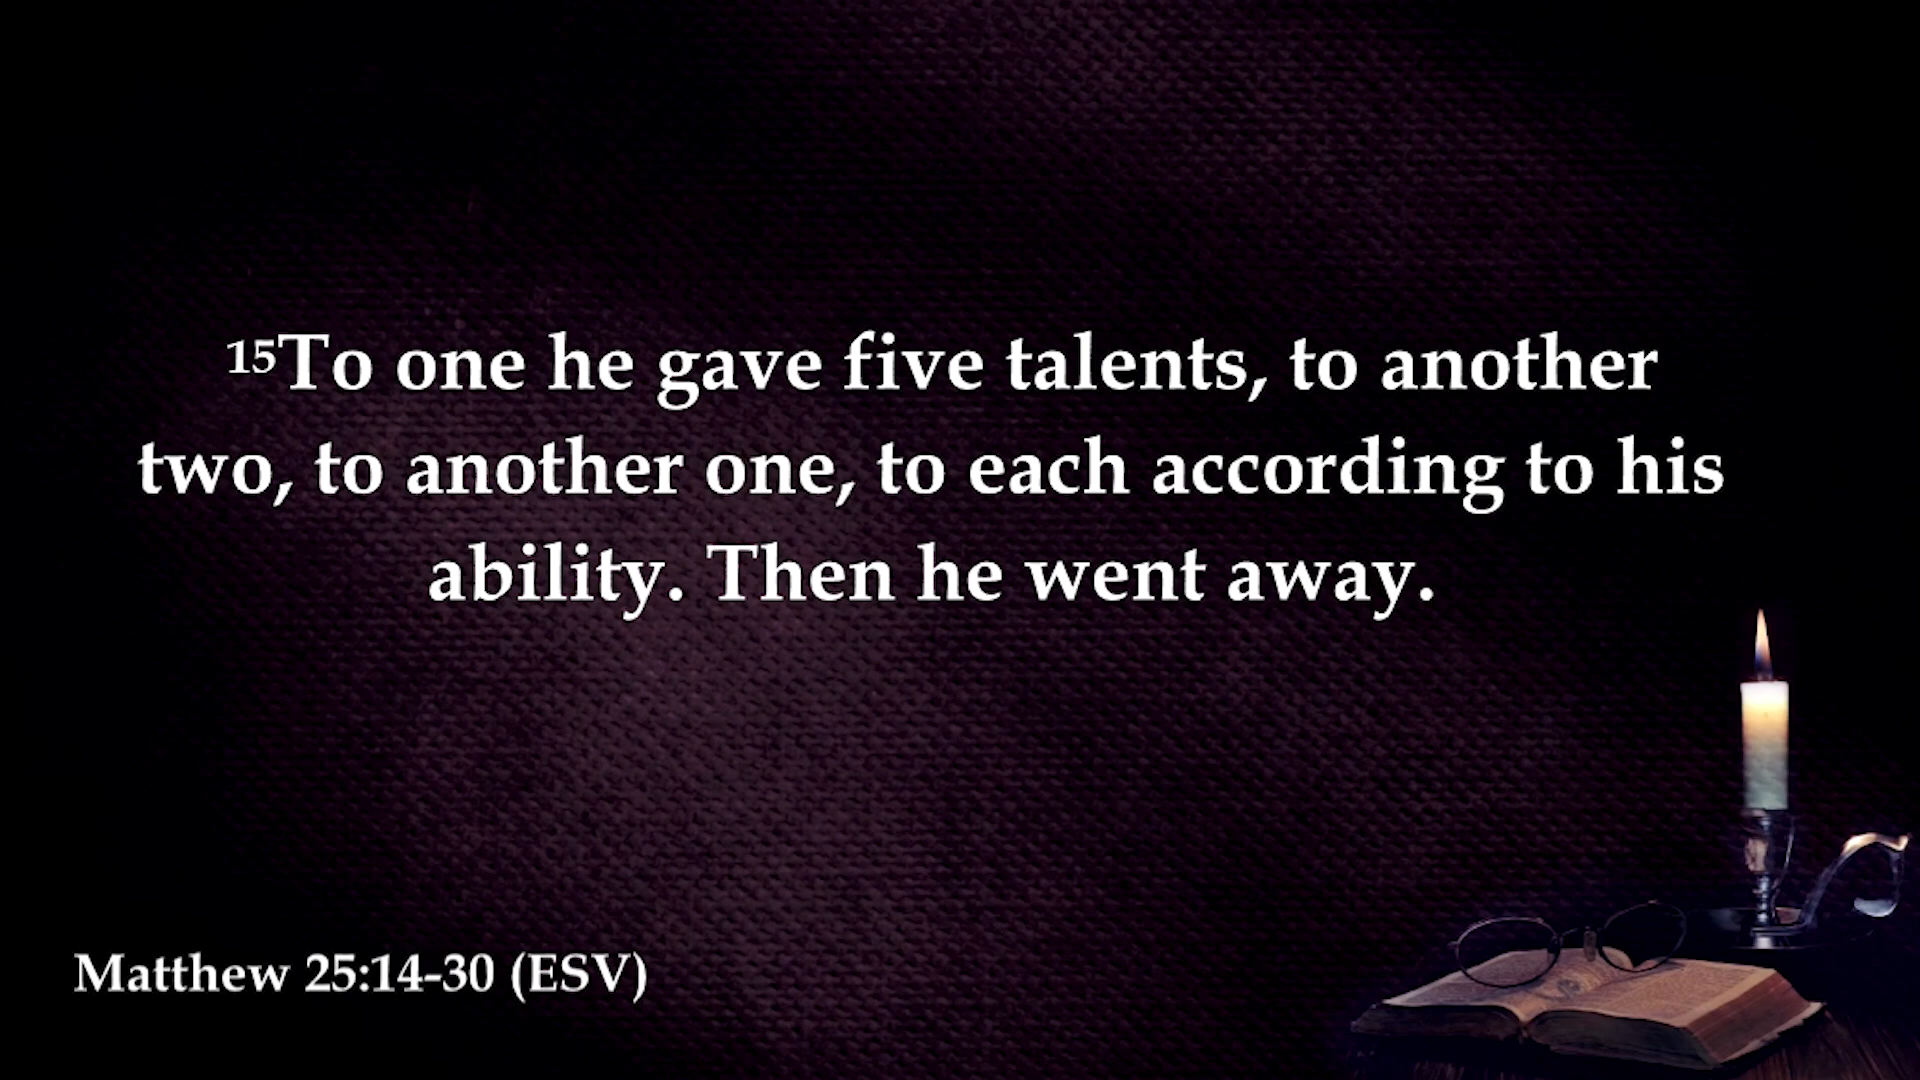 15To one he gave five talents, to another
two, to another one, to each according to his
ability. Then he went away.
Matthew 25:14-30 (ESV)